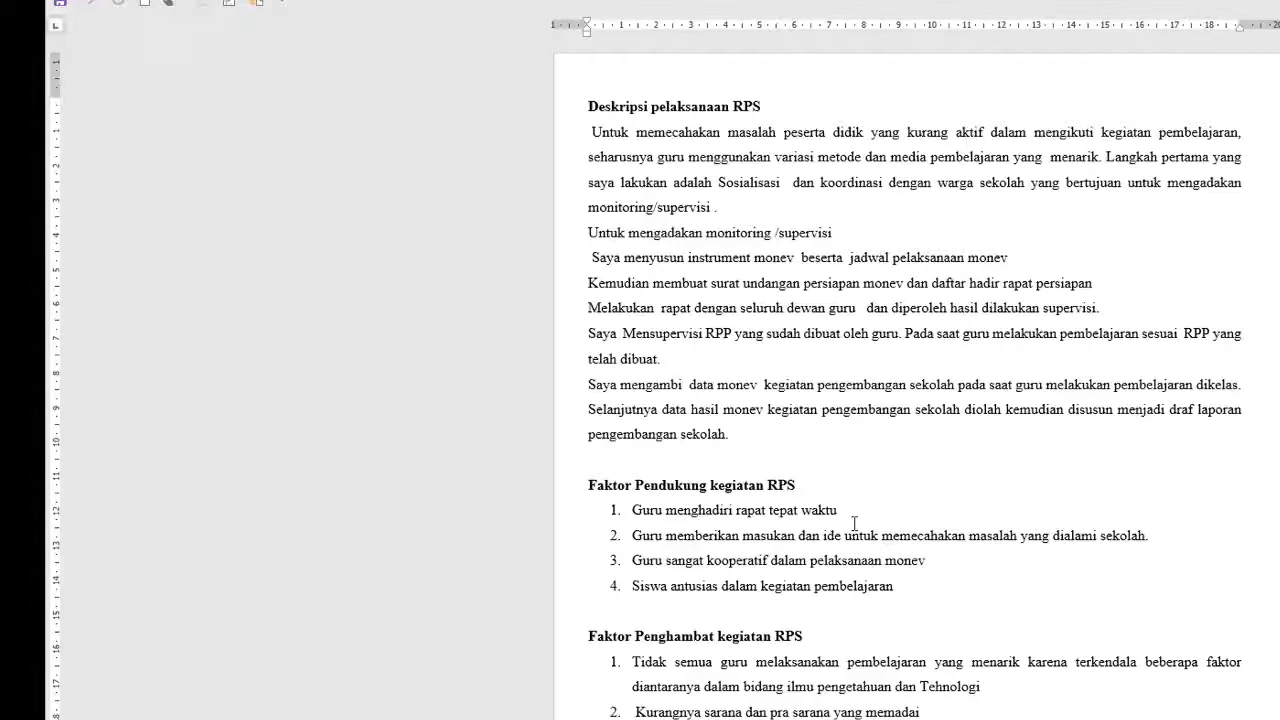 Deskripsi pelaksanaan RPS
Untuk memecahakan masalah peserta didik yang kurang aktif dalam mengikuti kegiatan pembelajaran,
seharusnya guru menggunakan variasi metode dan media pembelajaran yang  menarik. Langkah pertama yang
saya lakukan adalah Sosialisasi  dan koordinasi dengan warga sekolah yang bertujuan untuk mengadakan
monitoring/supervisi .
Untuk mengadakan monitoring /supervisi
Saya menyusun instrument monev  beserta  jadwal pelaksanaan monev
Kemudian membuat surat undangan persiapan monev dan daftar hadir rapat persiapan
Melakukan  rapat dengan seluruh dewan guru   dan diperoleh hasil dilakukan supervisi.
Saya  Mensupervisi RPP yang sudah dibuat oleh guru. Pada saat guru melakukan pembelajaran sesuai  RPP yang
telah dibuat.
Saya mengambi  data monev  kegiatan pengembangan sekolah pada saat guru melakukan pembelajaran dikelas.
Selanjutnya data hasil monev kegiatan pengembangan sekolah diolah kemudian disusun menjadi draf laporan
pengembangan sekolah.
Faktor Pendukung kegiatan RPS
1. Guru menghadiri rapat tepat waktu
2. Guru memberikan masukan dan ide untuk memecahakan masalah yang dialami sekolah.
3. Guru sangat kooperatif dalam pelaksanaan monev
4. Siswa antusias dalam kegiatan pembelajaran
Faktor Penghambat kegiatan RPS
1. Tidak semua guru melaksanakan pembelajaran yang menarik karena terkendala beberapa faktor
diantaranya dalam bidang ilmu pengetahuan dan Tehnologi
2. Kurangnya sarana dan pra sarana yang memadai